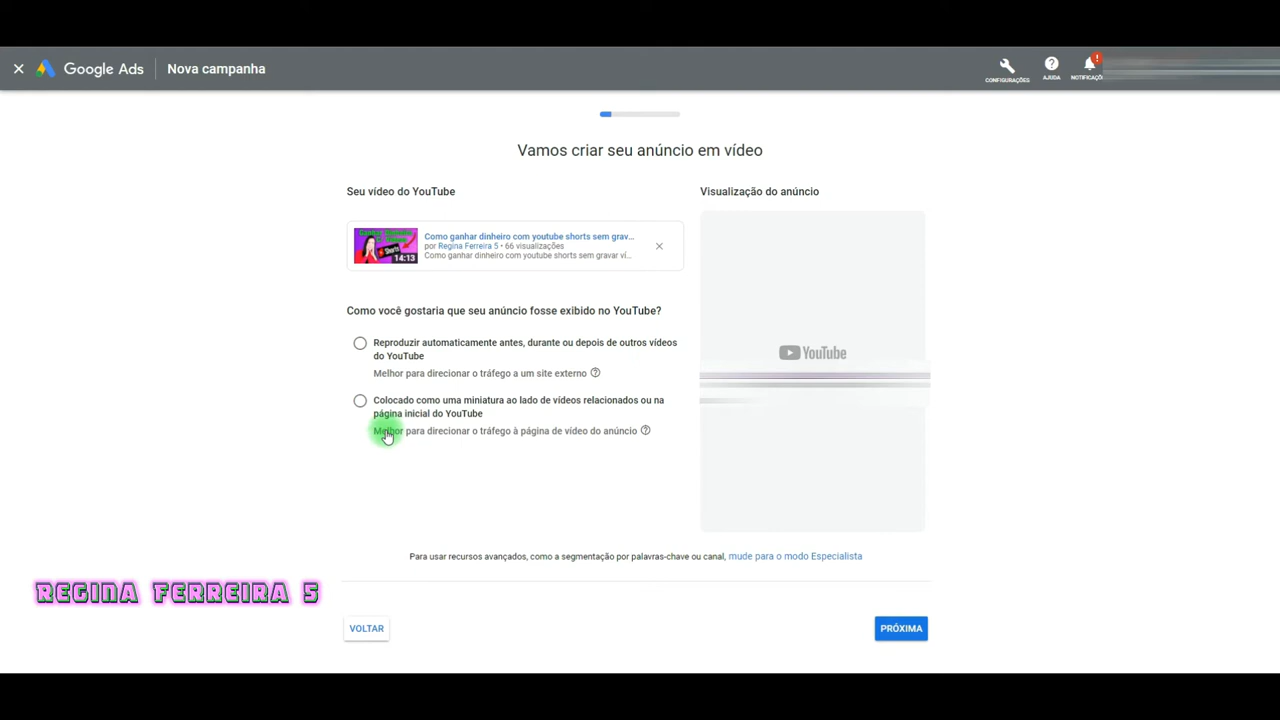 Google Ads
Nova campanha
CONFIGURAÇÕES
AJUDA
Vamos criar seu anúncio em vídeo
Seu vídeo do YouTube
Visualização do anúncio
Como ganhar dinheiro com youtube shorts sem grav...
por Regina Ferreira 5 • 66 visualizações
Como ganhar dinheiro com youtube shorts sem gravar ví...
Shorts
14:13
Como você gostaria que seu anúncio fosse exibido no YouTube?
Reproduzir automaticamente antes, durante ou depois de outros vídeos
do YouTube
Melhor para direcionar o tráfego a um site externo
YouTube
Colocado como uma miniatura ao lado de vídeos relacionados ou na
página inicial do YouTube
Melhor para direcionar o tráfego à página de vídeo do anúncio
Para usar recursos avançados, como a segmentação por palavras-chave ou canal, mude para o modo Especialista
REGINA FERREIRA 5
VOLTAR
PRÓXIMA